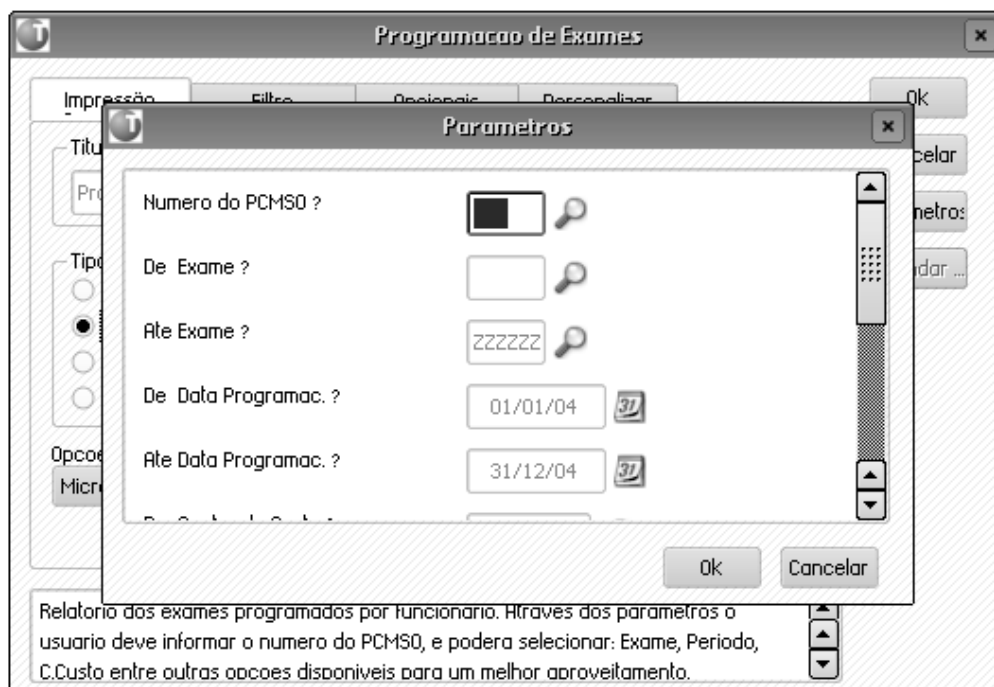 Programacao de Exames
Impressão Filtro Opcionais Personalizar
Ok
Parametros
Numero do PCMSO ?
De Exame ?
Ate Exame ? ZZZZZZ
De Data Programac. ? 01/01/04
31
Ate Data Programac. ? 31/12/04
31
Ok Cancelar
Relatorio dos exames programados por funcionario. Atraves dos parametros o
usuario deve informar o numero do PCMSO, e podera selecionar: Exame, Periodo,
C.Custo entre outras opcoes disponiveis para um melhor aproveitamento.